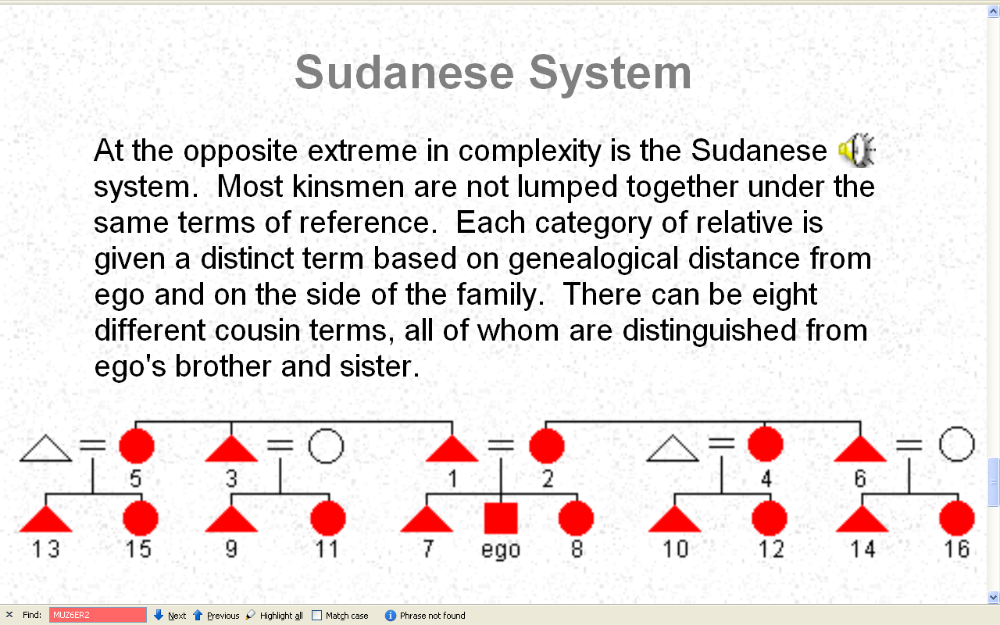 Sudanese System
At the opposite extreme in complexity is the Sudanese
system.  Most kinsmen are not lumped together under the
same terms of reference.  Each category of relative is
given a distinct term based on genealogical distance from
ego and on the side of the family.  There can be eight
different cousin terms, all of whom are distinguished from
ego's brother and sister.
5 3 1 2 4 6
13 15 9 11 7 ego 8 10 12 14 16
Find: MUZ6ER2 Next Previous Highlight all Match case Phrase not found